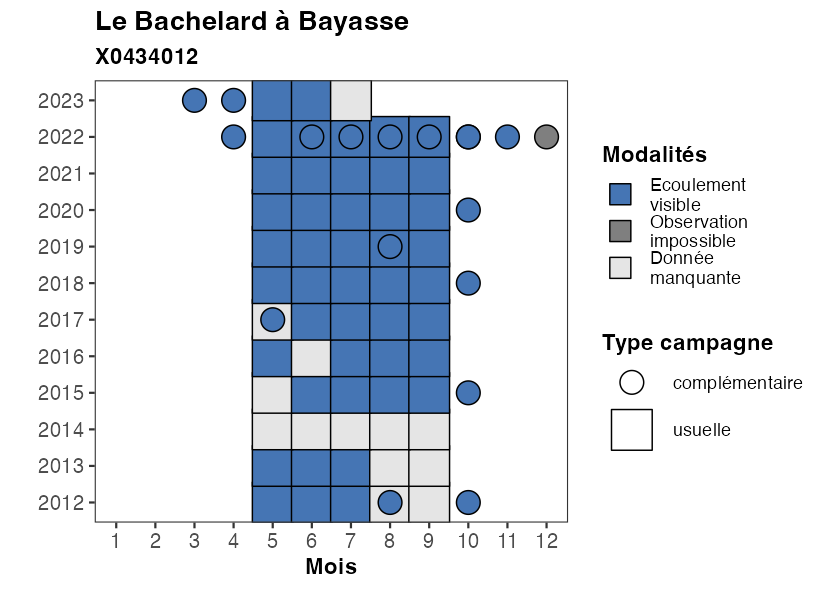 Le Bachelard à Bayasse
X0434012
2023
2022
2021
2020
2019
2018
2017
2016
2015
2014
2013
2012
1 2 3 4 5 6 7 8 9 10 11 12
Mois
Modalités
Ecoulement
visible
Observation
impossible
Donnée
manquante
Type campagne
complémentaire
usuelle